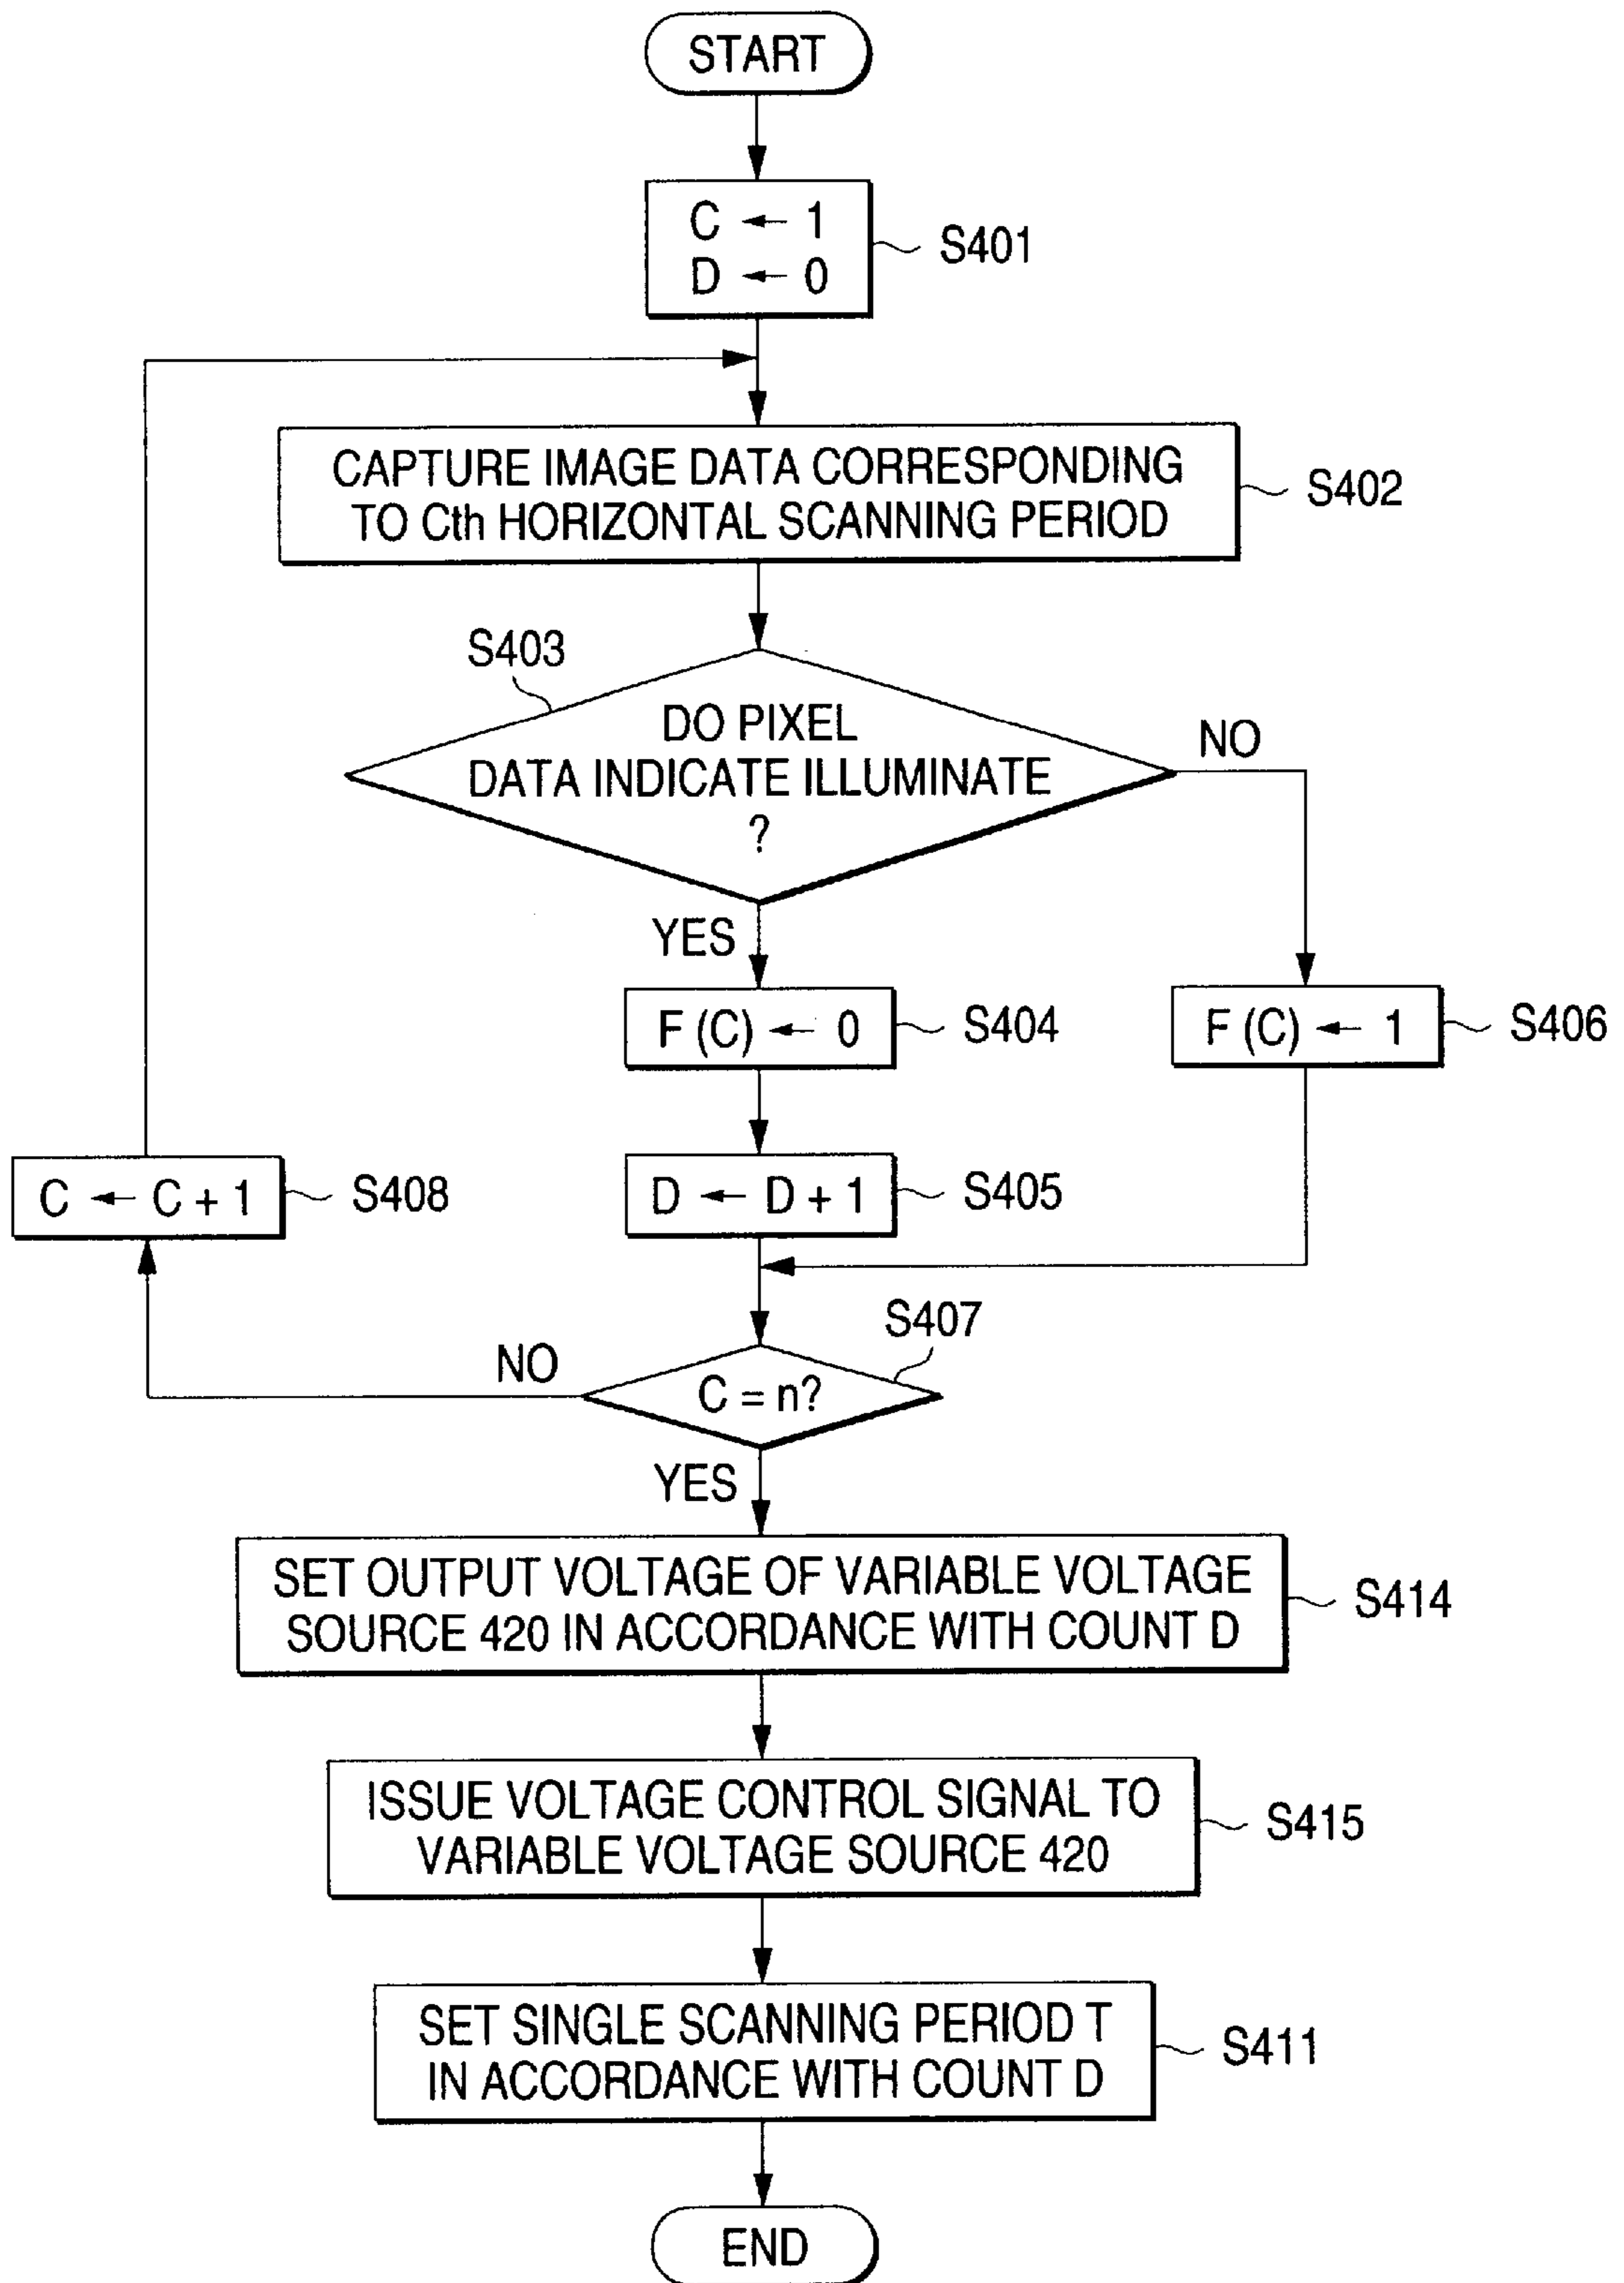 START
C ← 1
D ← 0
S401
CAPTURE IMAGE DATA CORRESPONDING
TO Cth HORIZONTAL SCANNING PERIOD
S402
S403
DO PIXEL
DATA INDICATE ILLUMINATE
?
NO
YES
F (C) ← 0
S404
F (C) ← 1
S406
D ← D + 1
S405
C ← C + 1
S408
S407
C = n?
NO
YES
SET OUTPUT VOLTAGE OF VARIABLE VOLTAGE
SOURCE 420 IN ACCORDANCE WITH COUNT D
S414
ISSUE VOLTAGE CONTROL SIGNAL TO
VARIABLE VOLTAGE SOURCE 420
S415
SET SINGLE SCANNING PERIOD T
IN ACCORDANCE WITH COUNT D
S411
END